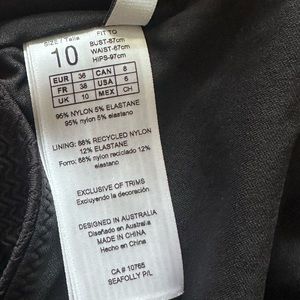 SIZE / Talla
10
FIT TO
BUST-87cm
WAIST-67cm
HIPS-97cm
EUR 36 CAN 8
FR 38 USA 6
UK 10 MEX CH
95% NYLON 5% ELASTANE
95% nylon 5% elastano
LINING: 88% RECYCLED NYLON
12% ELASTANE
Forro: 88% nylon reciclado 12%
elastano
EXCLUSIVE OF TRIMS
Excluyendo la decoración
DESIGNED IN AUSTRALIA
Diseñado en Australia
MADE IN CHINA
Hecho en China
CA # 10765
SEAFOLLY P/L